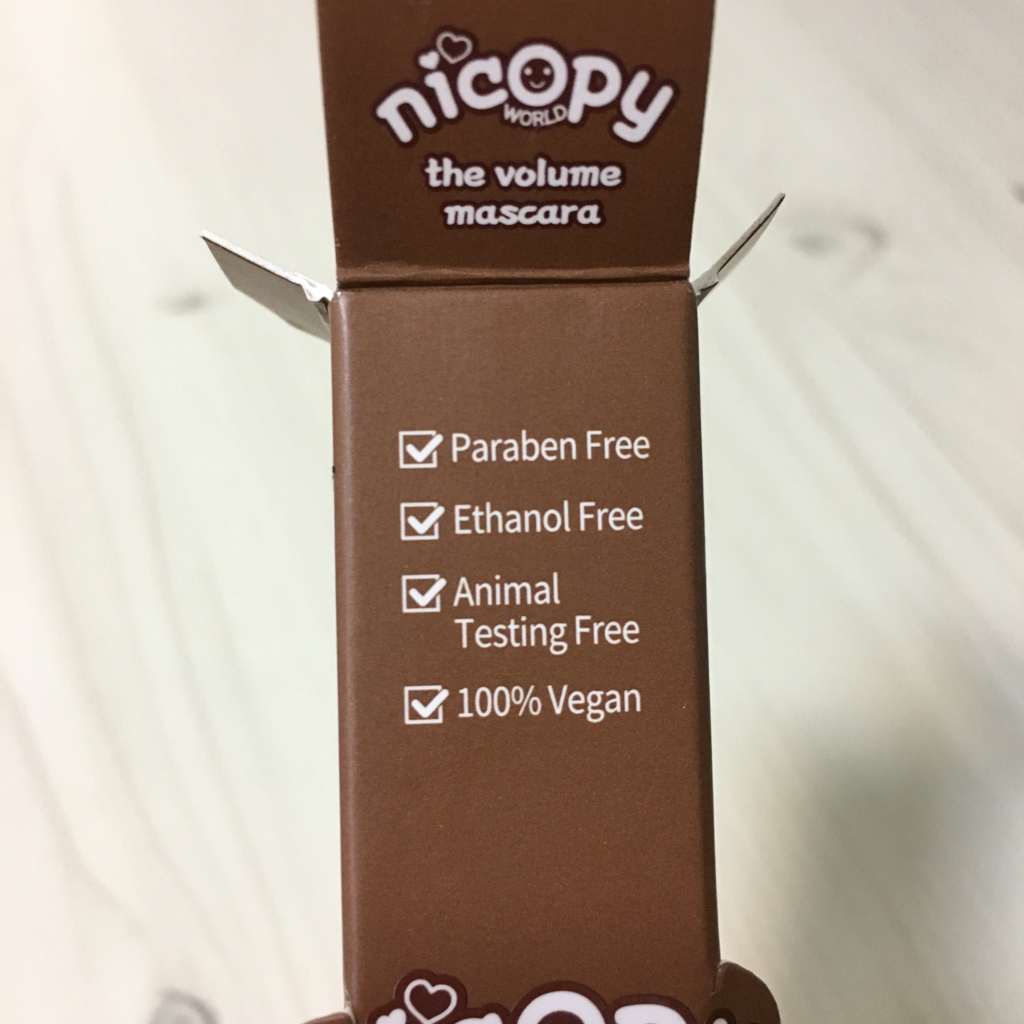 nicopy
WORLD
the volume
mascara
Paraben Free
Ethanol Free
Animal
Testing Free
100% Vegan